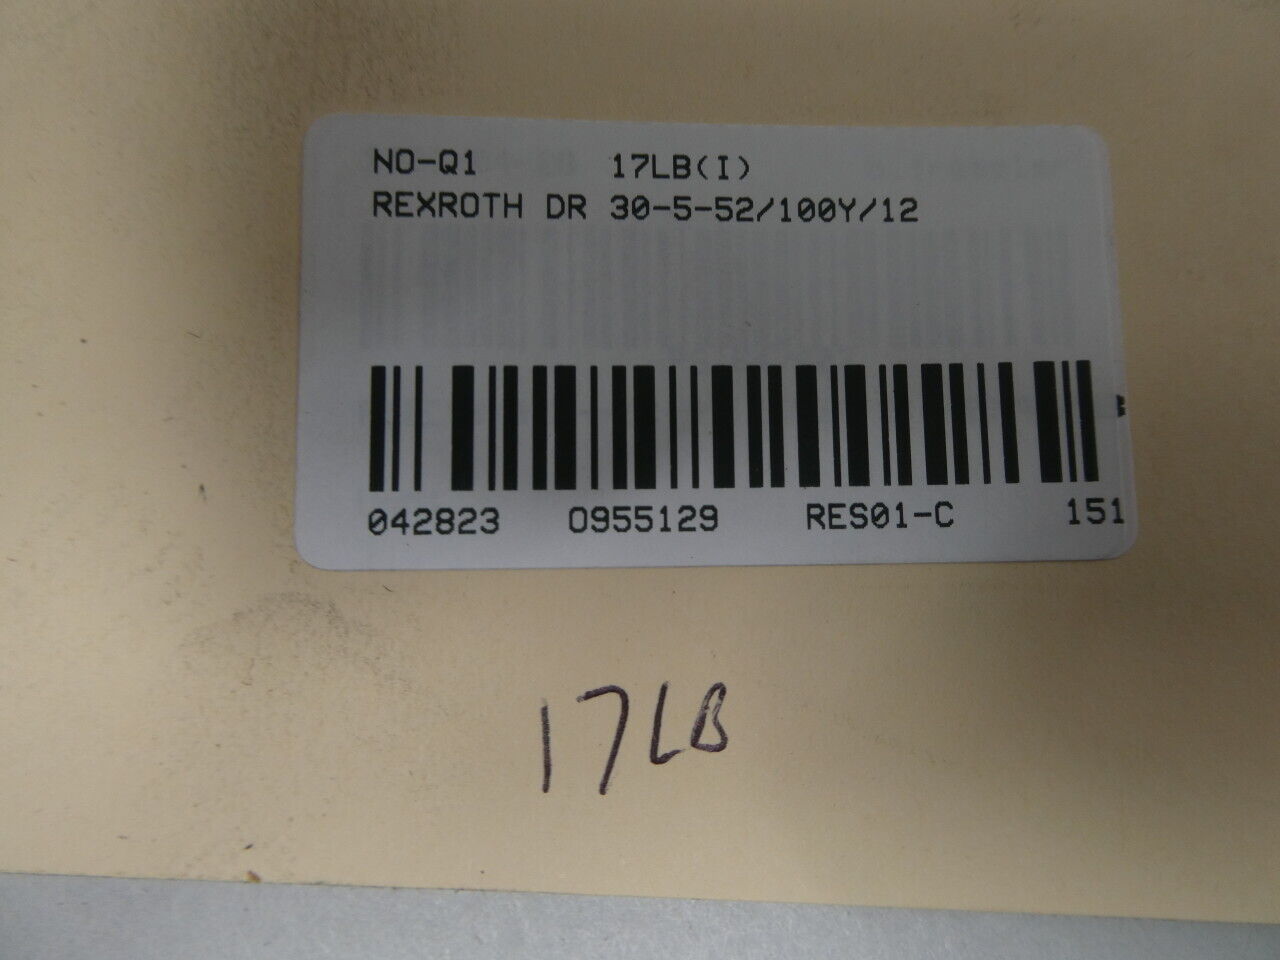 NO-Q1 17LB(I)
REXROTH DR 30-5-52/100Y/12
042823 0955129 RES01-C 151
17LB